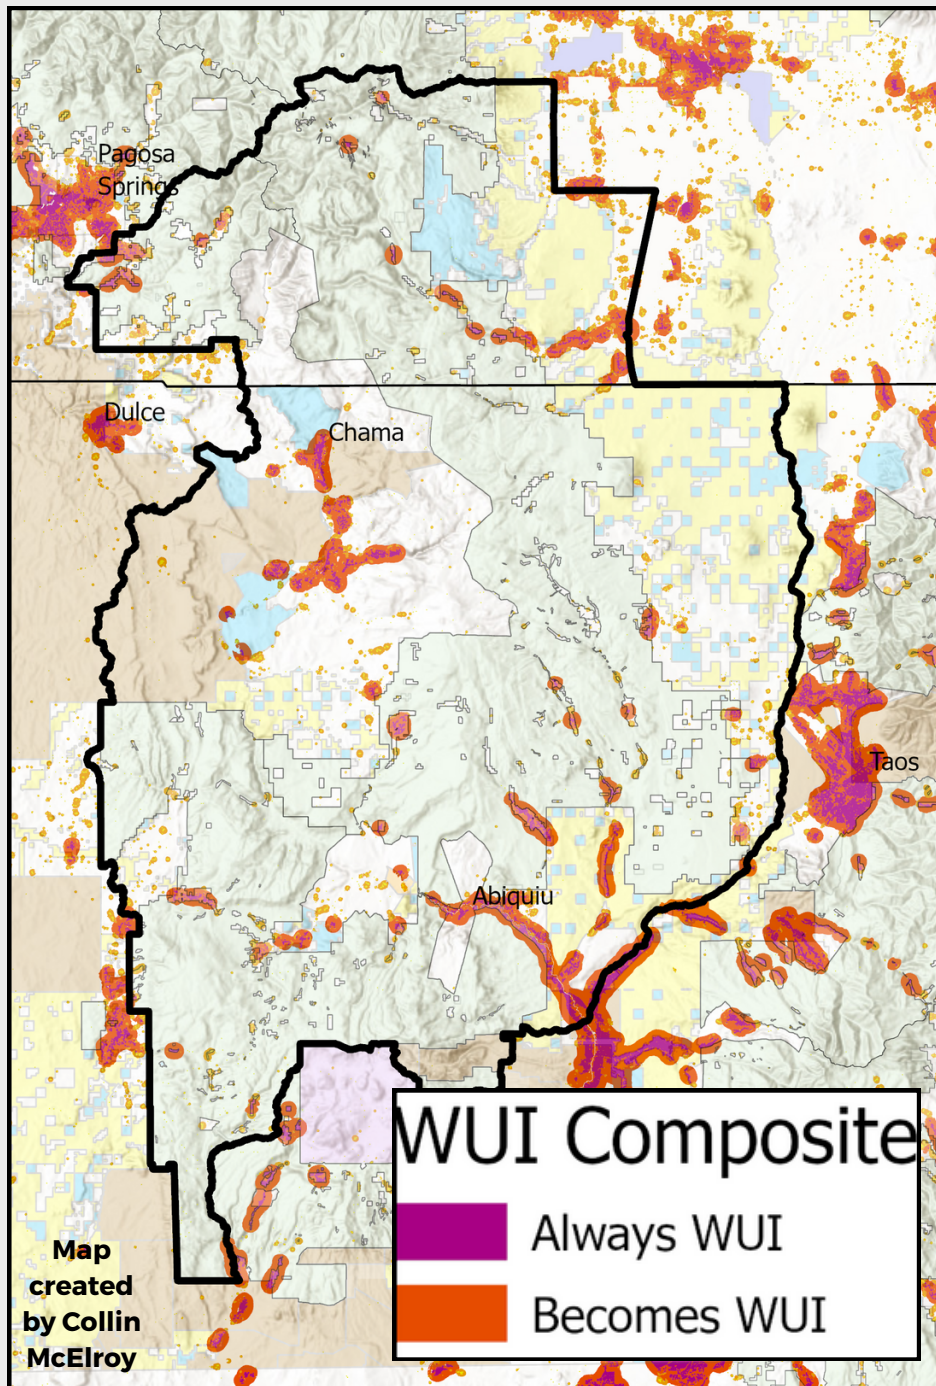 Pagosa
Springs
Dulce
Chama
Taos
Abiquiu
WUI Composite
Always WUI
Becomes WUI
Map
created
by Collin
McElroy